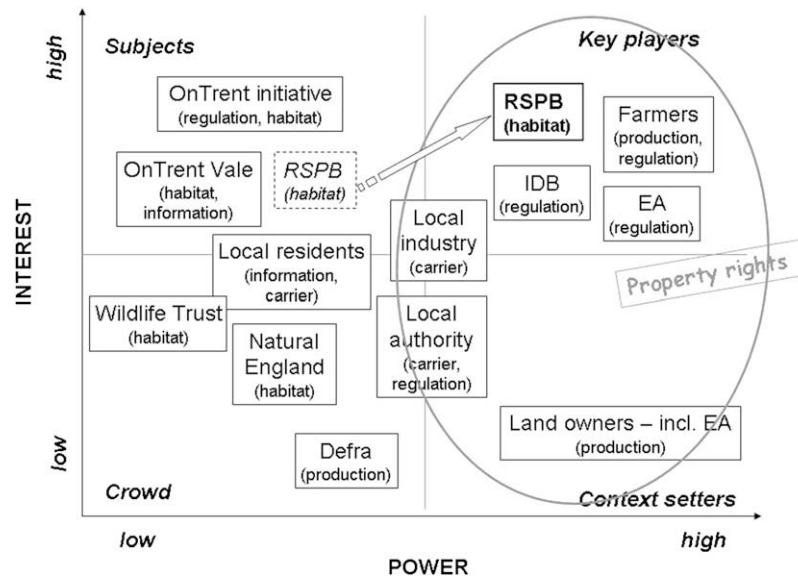 high
Subjects
Key players
OnTrent initiative
(regulation, habitat)
RSPB
(habitat)
Farmers
(production,
regulation)
OnTrent Vale
(habitat,
information)
RSPB
(habitat)
IDB
(regulation)
EA
(regulation)
INTEREST
Local
industry
(carrier)
Local residents
(information,
carrier)
Property rights
Wildlife Trust
(habitat)
Natural
England
(habitat)
Local
authority
(carrier,
regulation)
Land owners – incl. EA
(production)
Defra
(production)
low
Crowd
Context setters
low
high
POWER